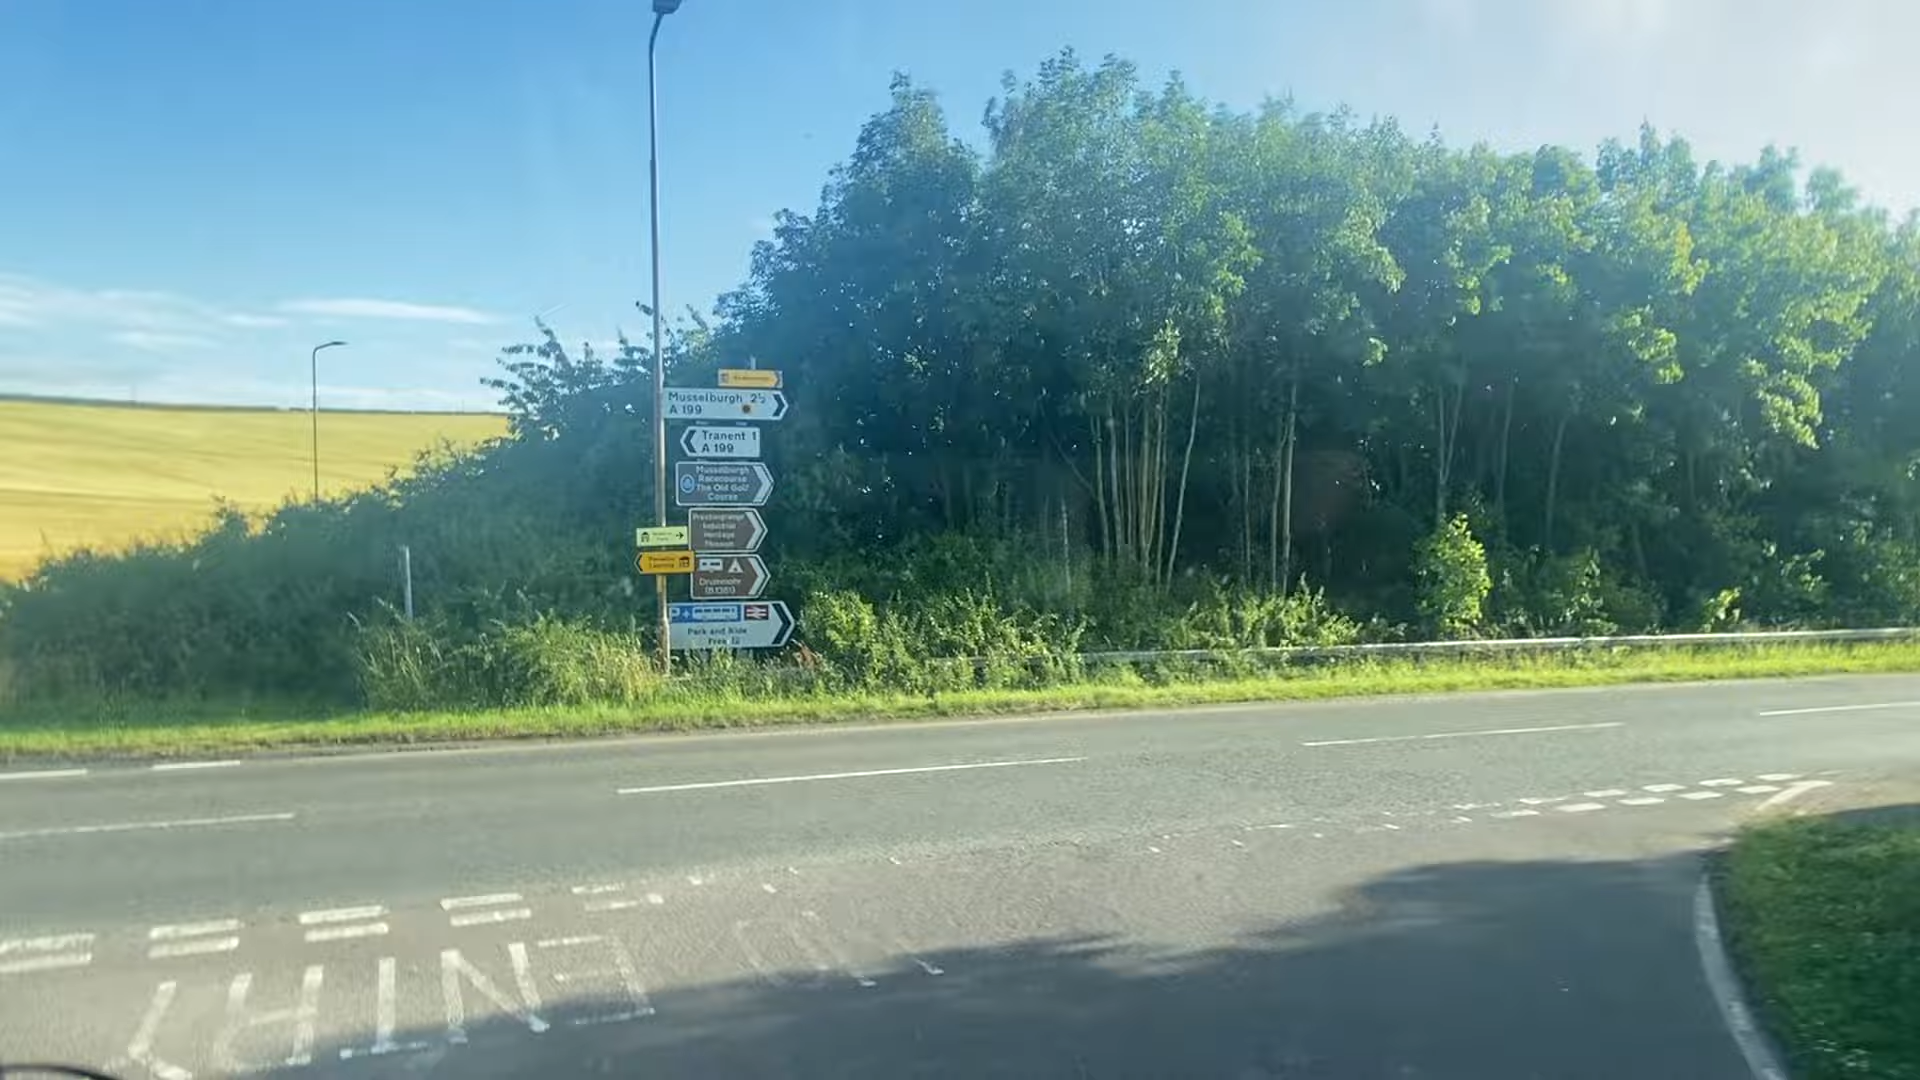 Musselburgh 2½
A 199
Tranent 1
A 199
Musselburgh
Racecourse
The Old Golf
Course
Prestongrange
Industrial
Heritage
Museum
Drummohr
(B1361)
P +
Park and Ride
NO ENTRY